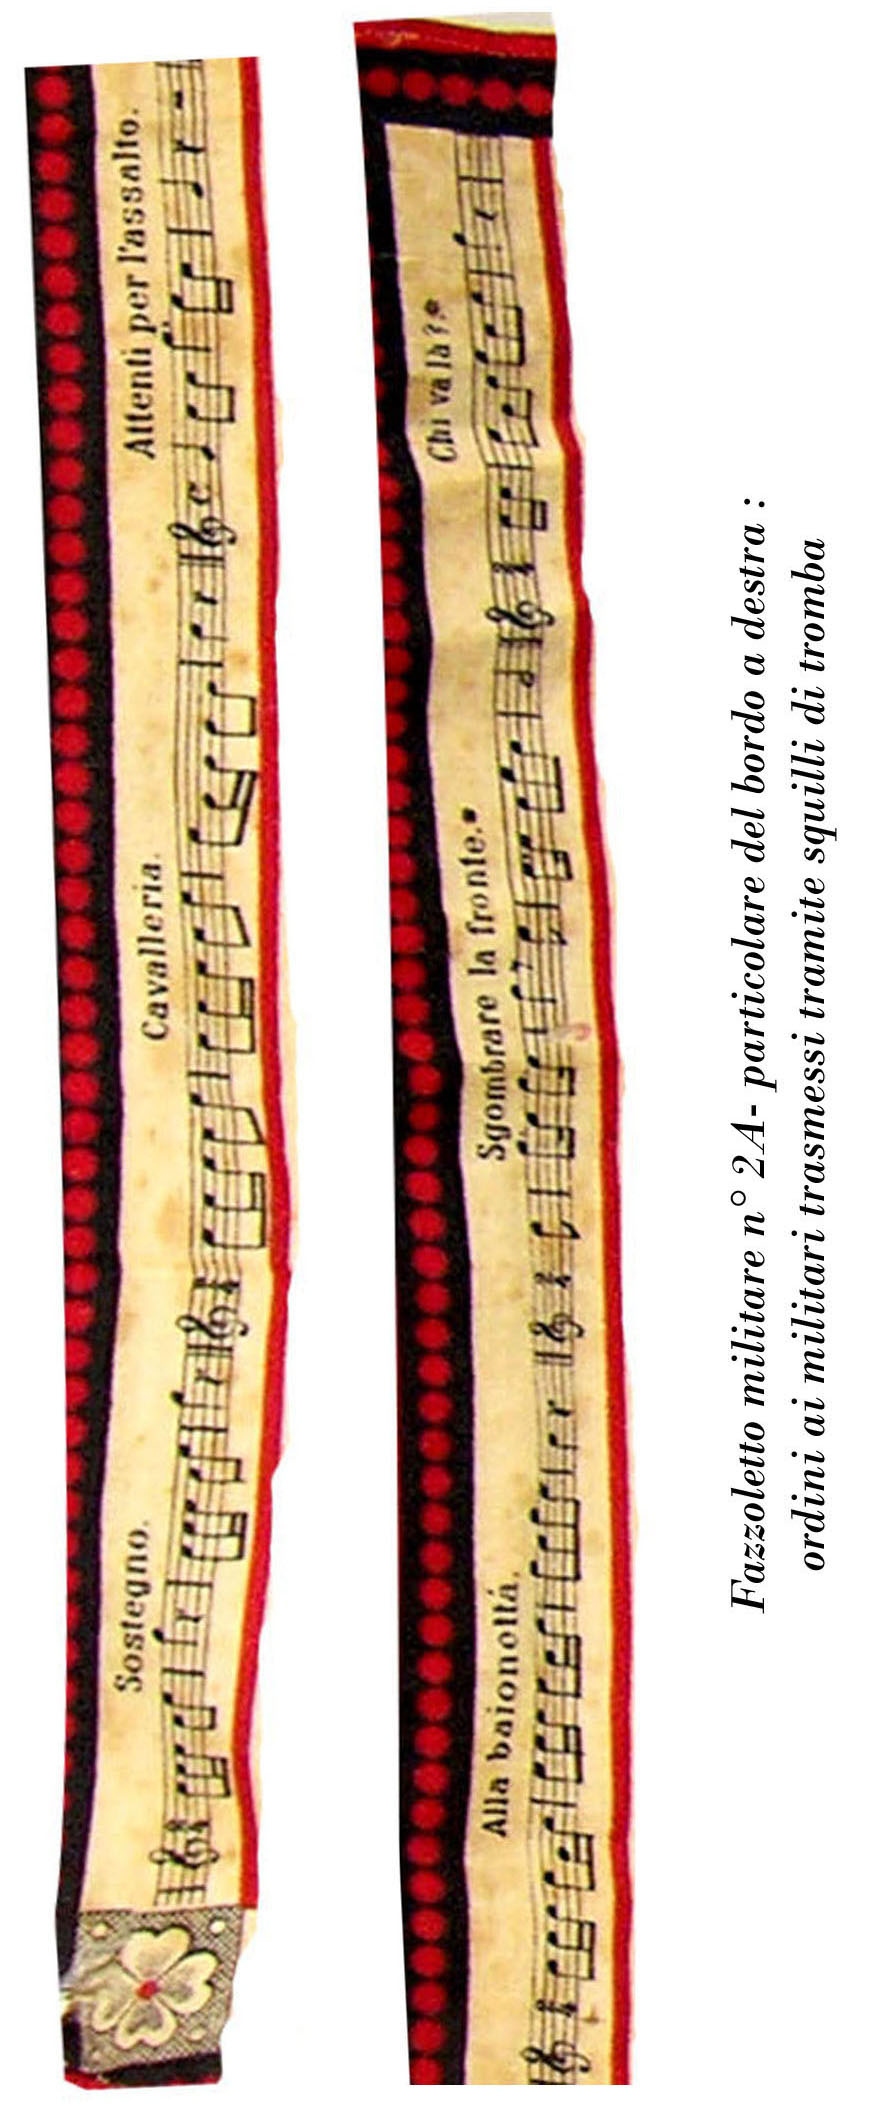 Sostegno.
Cavalleria.
Attenti per l'assalto.
Alla baionottá.
Sgombrare la fronte.
Chi va là?.
Fazzoletto militare n° 2A- particolare del bordo a destra :
ordini ai militari trasmessi tramite squilli di tromba